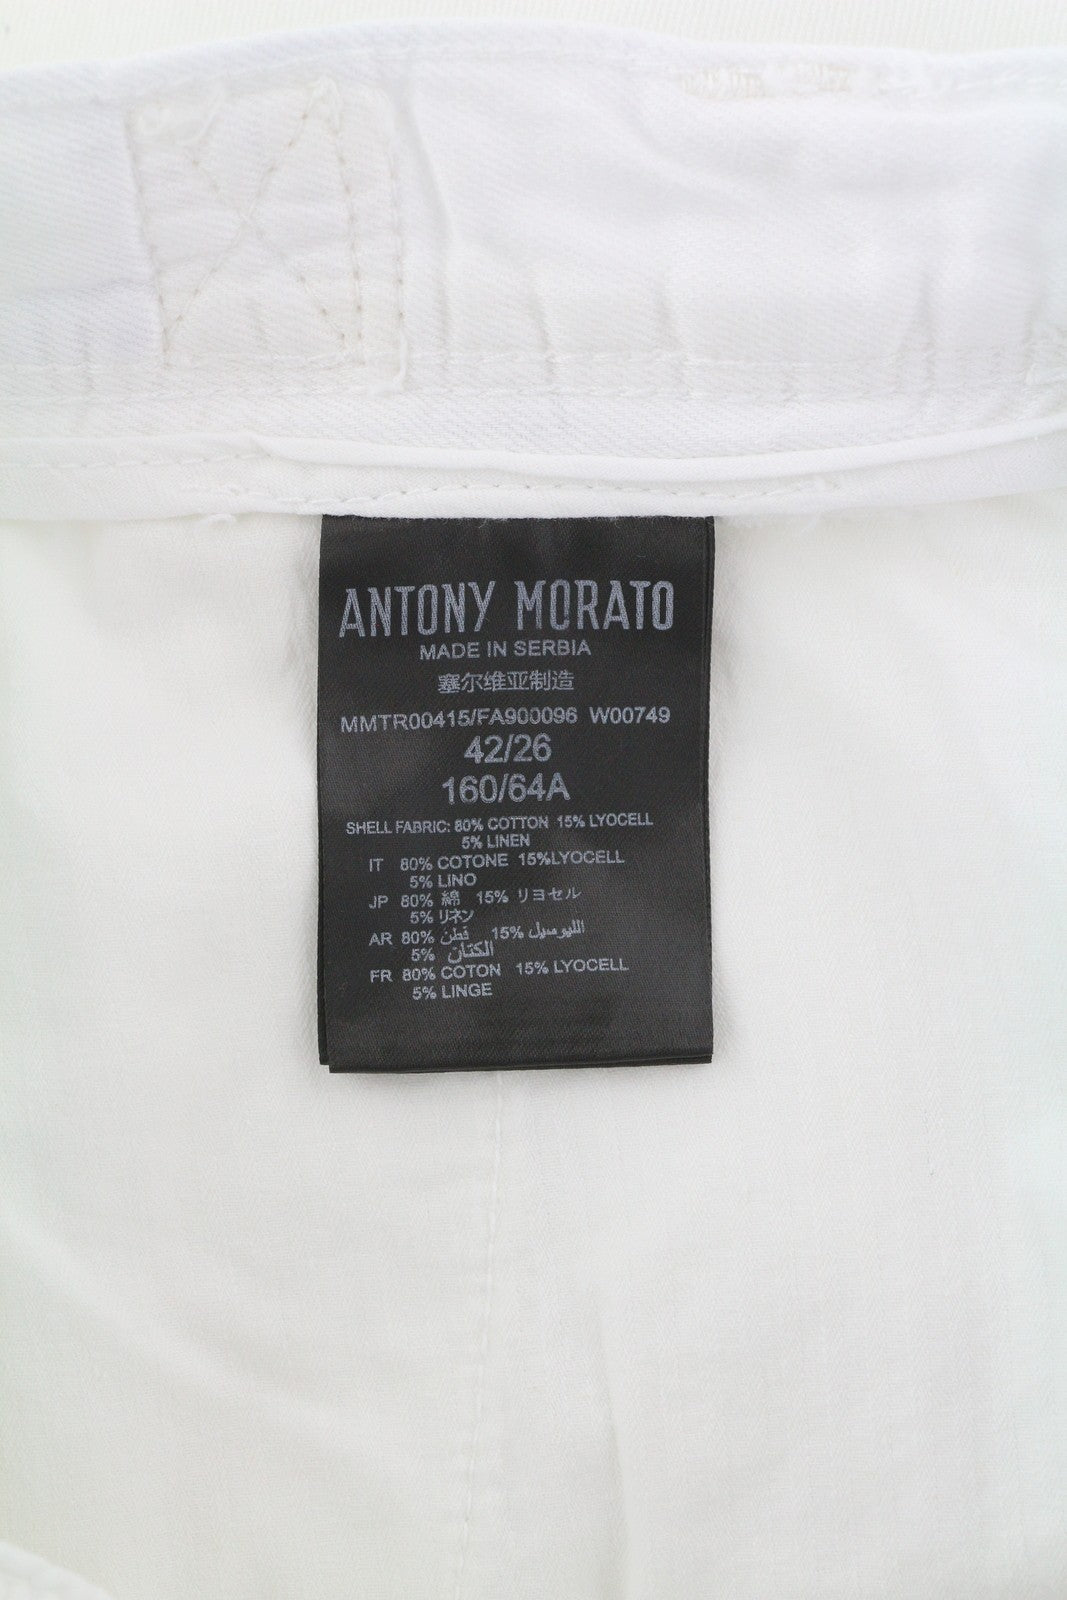 ANTONY MORATO
MADE IN SERBIA
塞尔维亚制造
MMTR00415/FA900096 W00749
42/26
160/64A
SHELL FABRIC: 80% COTTON 15% LYOCELL
5% LINEN
IT 80% COTONE 15%LYOCELL
5% LINO
JP 80% 綿 15% リヨセル
5% リネン
AR 80% قطن 15% الليوسيل
5% الكتان
FR 80% COTON 15% LYOCELL
5% LINGE